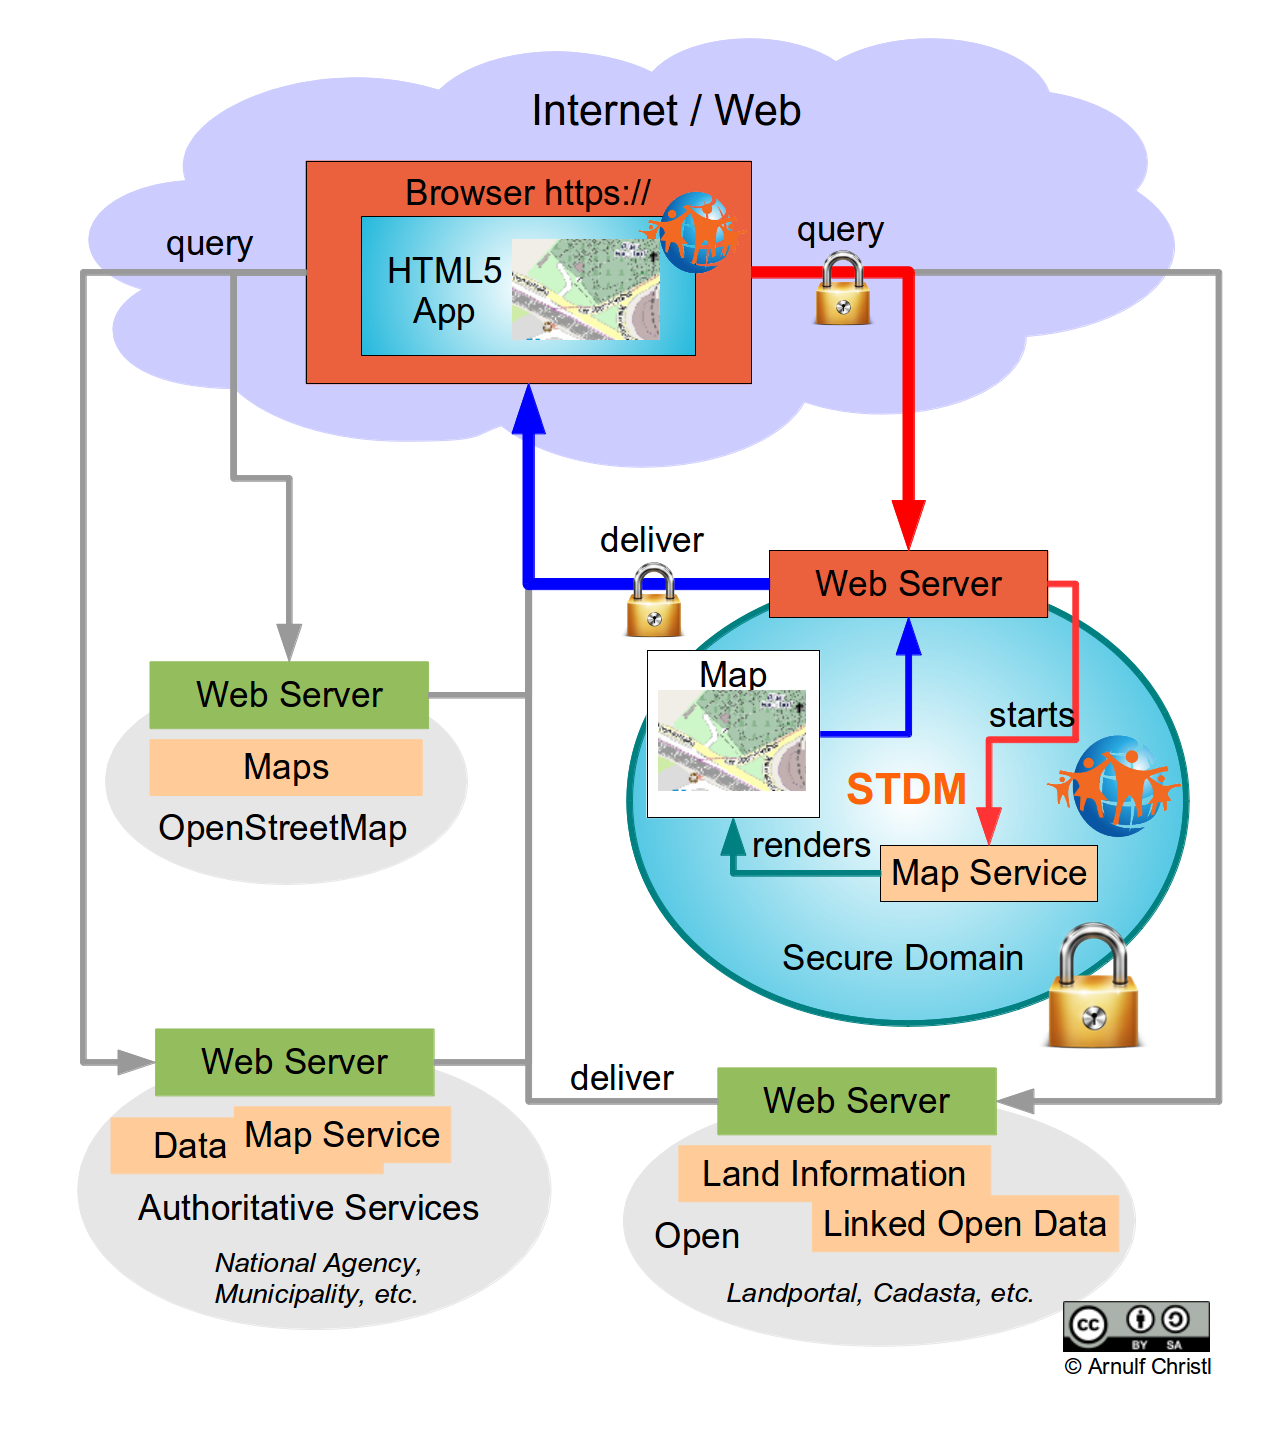 Internet / Web
Browser https://
query
query
HTML5
App
deliver
Web Server
Map
starts
STDM
renders
Map Service
Secure Domain
Web Server
Maps
OpenStreetMap
Web Server
Data
Map Service
Authoritative Services
National Agency,
Municipality, etc.
deliver
Web Server
Land Information
Linked Open Data
Open
Landportal, Cadasta, etc.
cc
BY SA
© Arnulf Christl